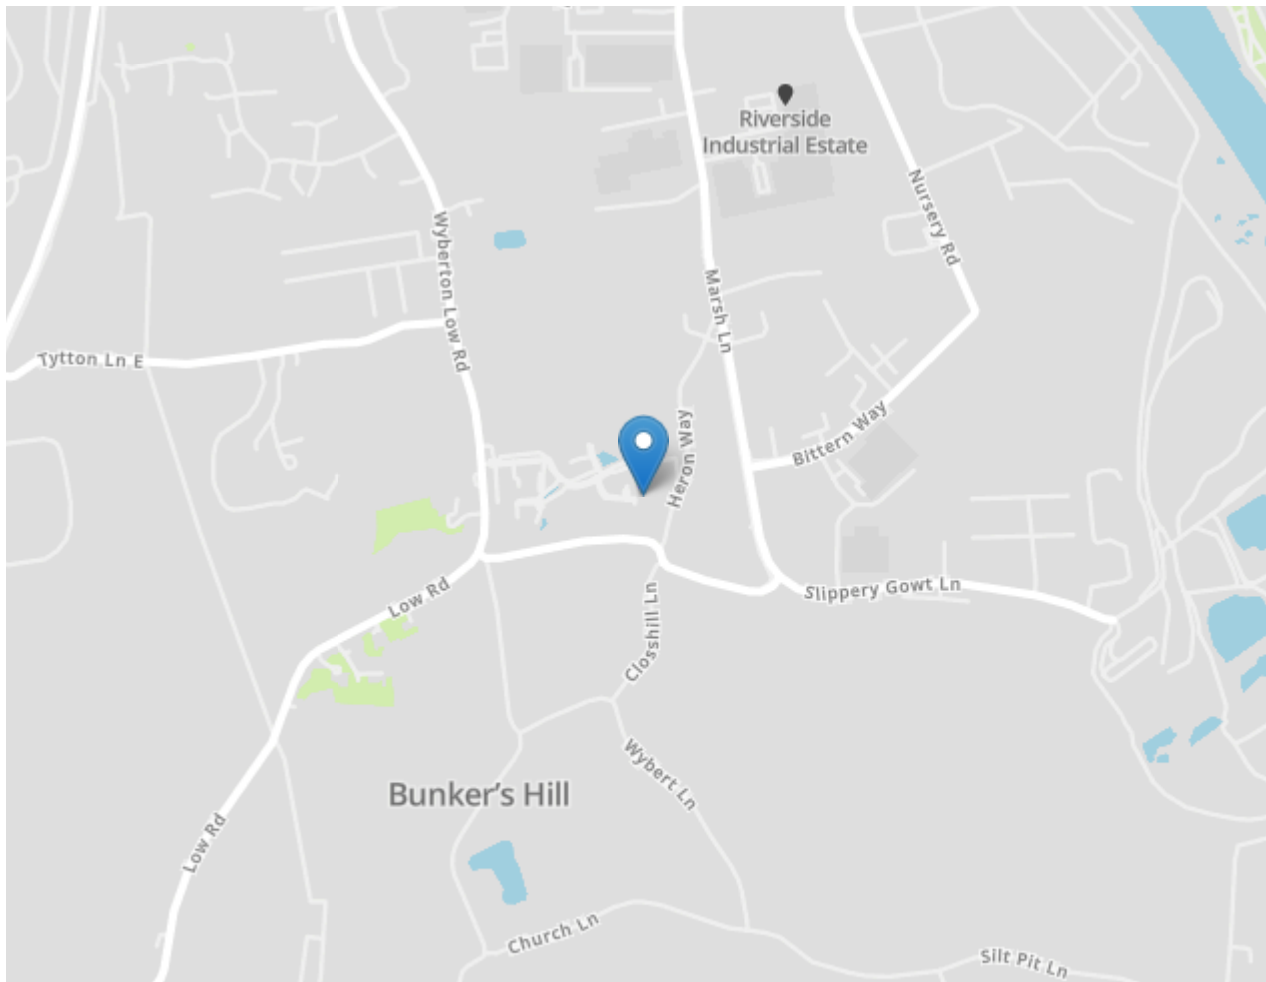 Riverside
Industrial Estate
Nursery Rd
Wyberton Low Rd
Marsh Ln
Tytton Ln E
Heron Way
Bittern Way
Low Rd
Slippery Gowt Ln
Closshill Ln
Wybert Ln
Bunker's Hill
Low Rd
Church Ln
Silt Pit Ln